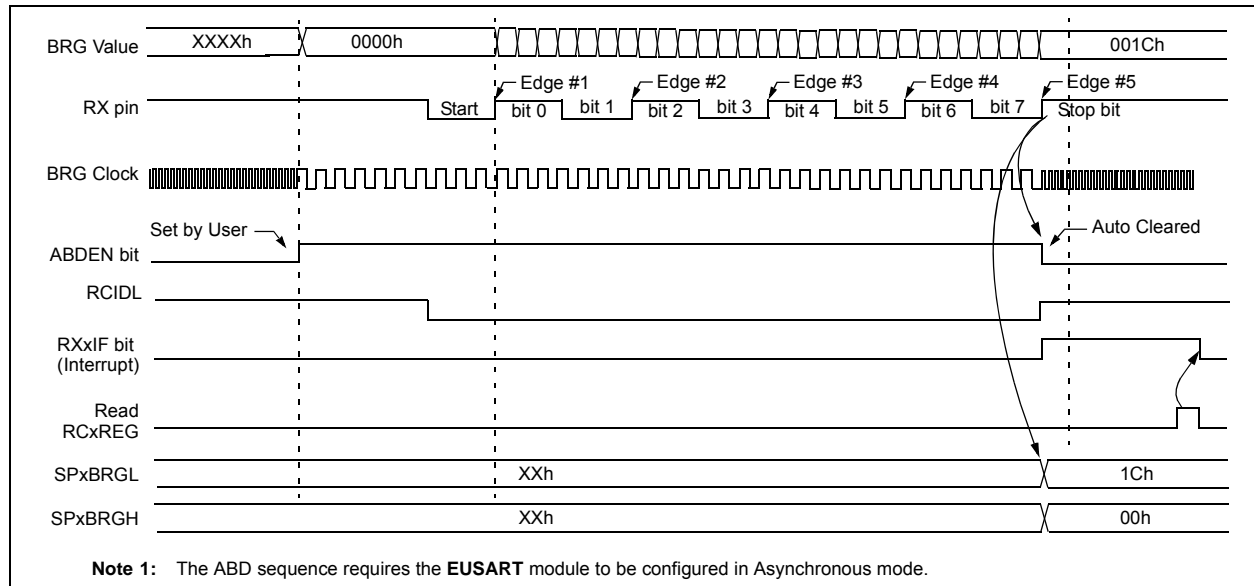 BRG Value XXXXh 0000h 001Ch
Edge #1 Edge #2 Edge #3 Edge #4 Edge #5
RX pin Start bit 0 bit 1 bit 2 bit 3 bit 4 bit 5 bit 6 bit 7 Stop bit
BRG Clock
Set by User Auto Cleared
ABDEN bit
RCIDL
RXxIF bit
(Interrupt)
Read
RCxREG
SPxBRGL XXh 1Ch
SPxBRGH XXh 00h
Note 1: The ABD sequence requires the EUSART module to be configured in Asynchronous mode.